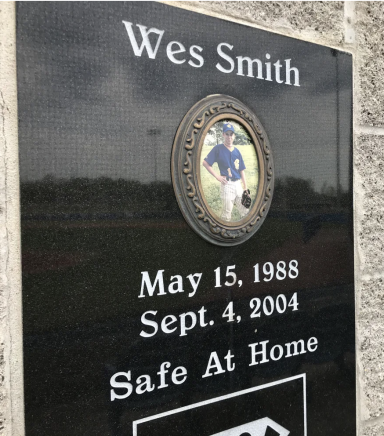 Wes Smith
May 15, 1988
Sept. 4, 2004
Safe At Home